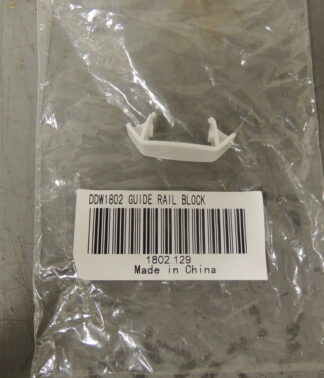 DDW1802 GUIDE RAIL BLOCK
1802.129
Made in China